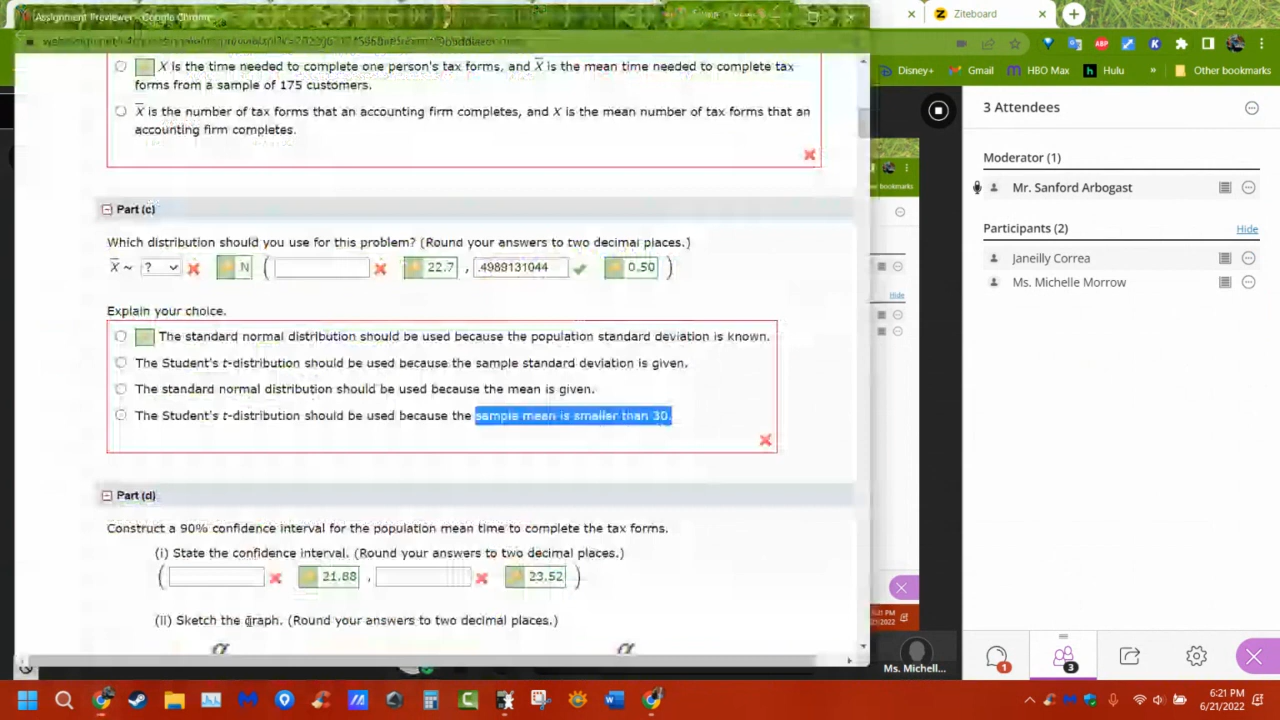 Assignment Previewer - Google Chrome
Ziteboard
Disney+
Gmail
HBO Max
Hulu
»
Other bookmarks
X is the time needed to complete one person's tax forms, and X̅ is the mean time needed to complete tax
forms from a sample of 175 customers.
X̅ is the number of tax forms that an accounting firm completes, and X is the mean number of tax forms that an
accounting firm completes.
Part (c)
Which distribution should you use for this problem? (Round your answers to two decimal places.)
X̅ ~ ? N ( 22.7 , .4989131044 0.50 )
Explain your choice.
The standard normal distribution should be used because the population standard deviation is known.
The Student's t-distribution should be used because the sample standard deviation is given.
The standard normal distribution should be used because the mean is given.
The Student's t-distribution should be used because the sample mean is smaller than 30.
Part (d)
Construct a 90% confidence interval for the population mean time to complete the tax forms.
(i) State the confidence interval. (Round your answers to two decimal places.)
( 21.88 , 23.52 )
(ii) Sketch the graph. (Round your answers to two decimal places.)
α α
bookmarks
Hide
6/21/2022
Ms. Michell...
3 Attendees
Moderator (1)
Mr. Sanford Arbogast
Participants (2)
Hide
Janeilly Correa
Ms. Michelle Morrow
1
3
6:21 PM
6/21/2022